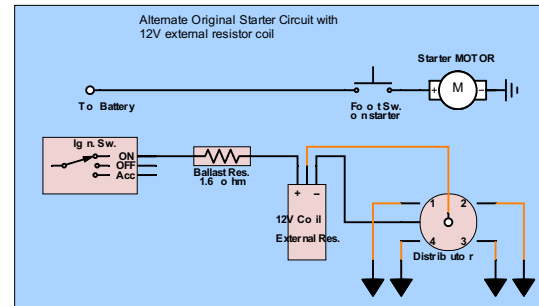 Alternate Original Starter Circuit with
12V external resistor coil
Starter MOTOR
+ M −
To Battery
Foot Sw.
on starter
Ign. Sw.
ON
OFF
Acc
Ballast Res.
1.6 ohm
+ − −
12V Coil
External Res.
1 2
4 3
Distributor